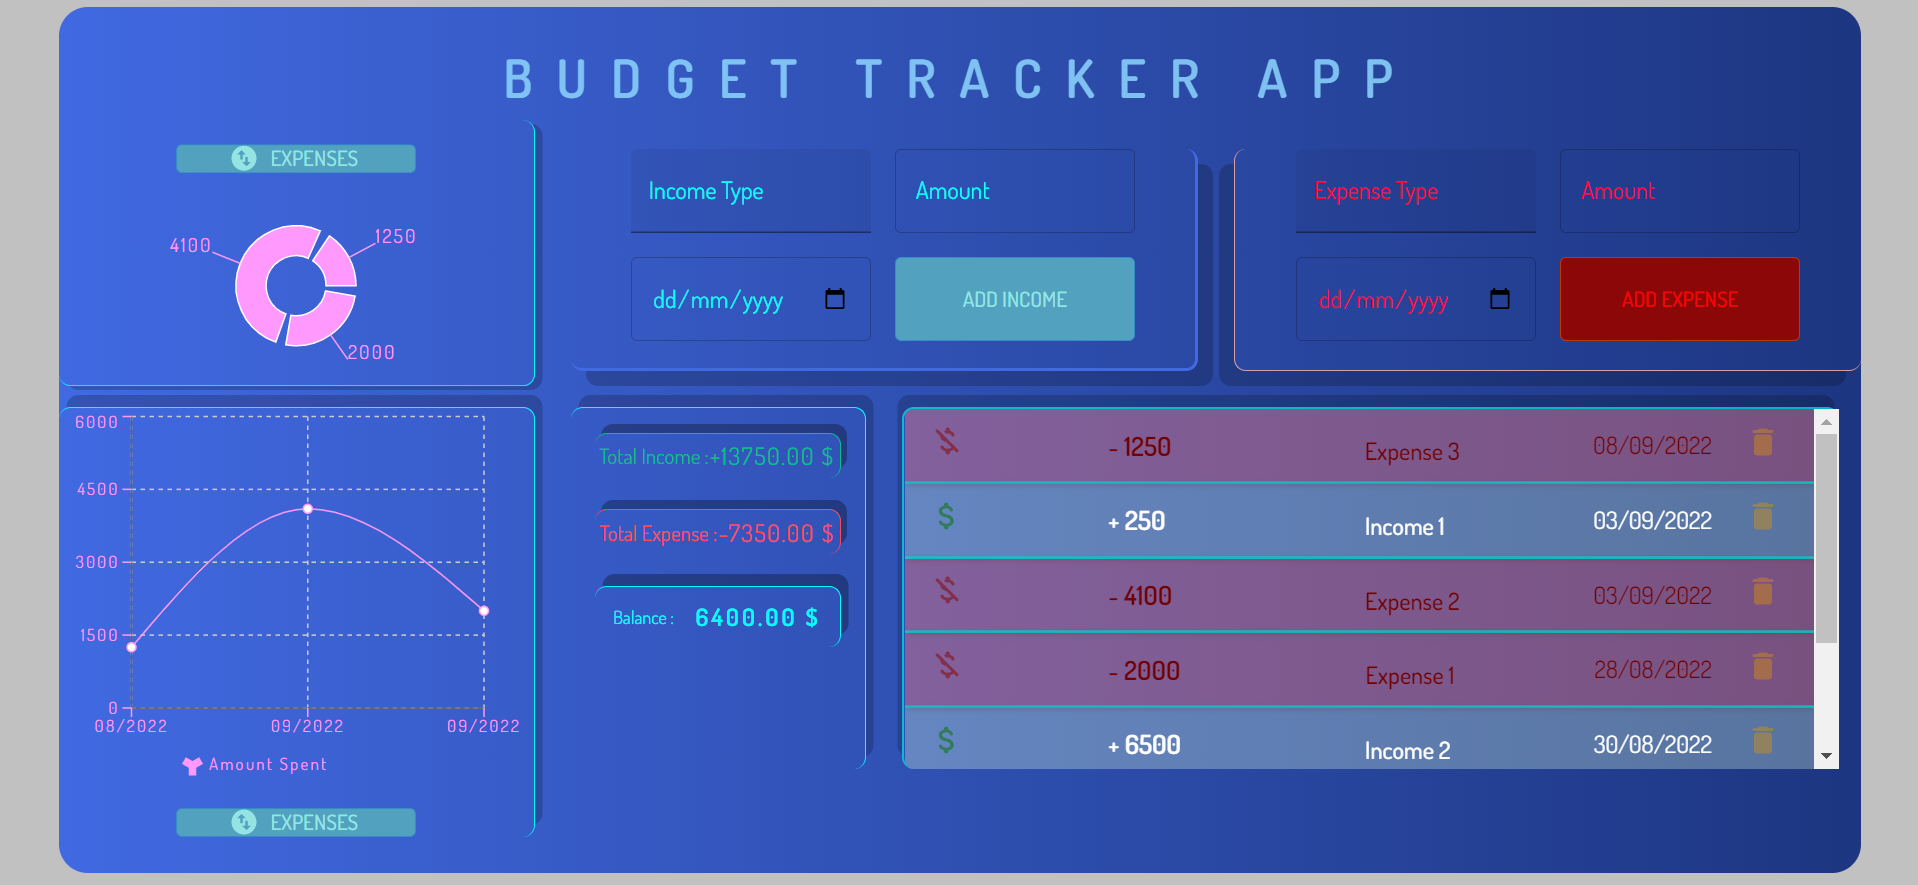 BUDGET TRACKER APP
EXPENSES
4100
1250
2000
Income Type
Amount
dd/mm/yyyy
ADD INCOME
Expense Type
Amount
dd/mm/yyyy
ADD EXPENSE
6000
4500
3000
1500
0
08/2022 09/2022 09/2022
Amount Spent
EXPENSES
Total Income :+13750.00 $
Total Expense :-7350.00 $
Balance : 6400.00 $
- 1250 Expense 3 08/09/2022
+ 250 Income 1 03/09/2022
- 4100 Expense 2 03/09/2022
- 2000 Expense 1 28/08/2022
+ 6500 Income 2 30/08/2022